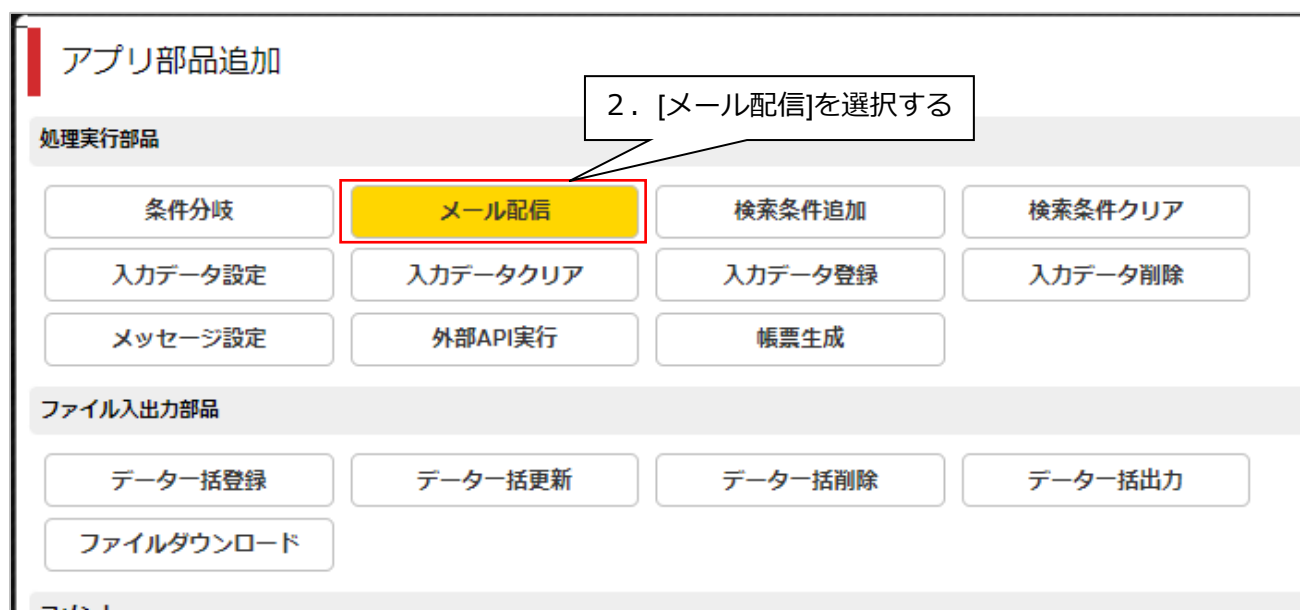 アプリ部品追加
2．[メール配信]を選択する
処理実行部品
条件分岐 メール配信 検索条件追加 検索条件クリア
入力データ設定 入力データクリア 入力データ登録 入力データ削除
メッセージ設定 外部API実行 帳票生成
ファイル入出力部品
データ一括登録 データ一括更新 データ一括削除 データ一括出力
ファイルダウンロード